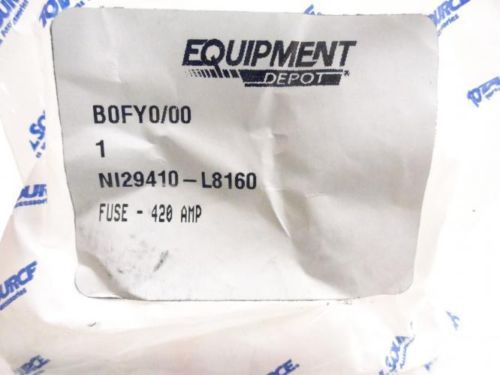 EQUIPMENT
DEPOT®
B0FY0/00
1
NI29410-L8160
FUSE - 420 AMP